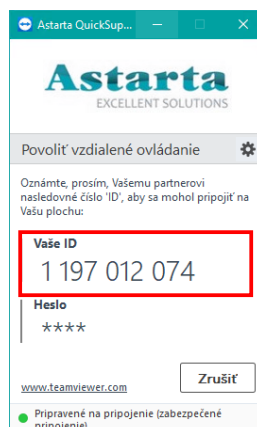 Astarta QuickSup...
Astarta
EXCELLENT SOLUTIONS
Povoliť vzdialené ovládanie
Oznámte, prosím, Vašemu partnerovi
nasledovné číslo 'ID', aby sa mohol pripojiť na
Vašu plochu:
Vaše ID
1 197 012 074
Heslo
****
Zrušiť
www.teamviewer.com
Pripravené na pripojenie (zabezpečené
pripojenie)